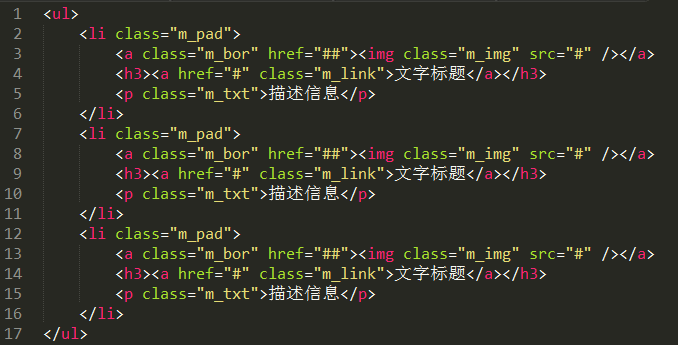 1 <ul>
2 <li class="m_pad">
3 <a class="m_bor" href="##"><img class="m_img" src="#" /></a>
4 <h3><a href="#" class="m_link">文字标题</a></h3>
5 <p class="m_txt">描述信息</p>
6 </li>
7 <li class="m_pad">
8 <a class="m_bor" href="##"><img class="m_img" src="#" /></a>
9 <h3><a href="#" class="m_link">文字标题</a></h3>
10 <p class="m_txt">描述信息</p>
11 </li>
12 <li class="m_pad">
13 <a class="m_bor" href="##"><img class="m_img" src="#" /></a>
14 <h3><a href="#" class="m_link">文字标题</a></h3>
15 <p class="m_txt">描述信息</p>
16 </li>
17 </ul>